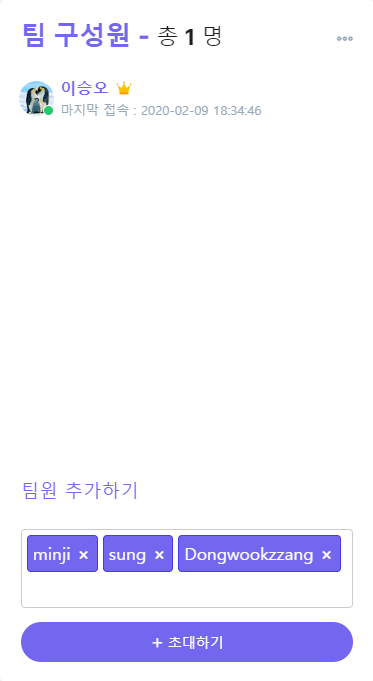 팀 구성원 - 총 1 명
이승오
마지막 접속 : 2020-02-09 18:34:46
팀원 추가하기
minji × sung × Dongwookzzang ×
+ 초대하기